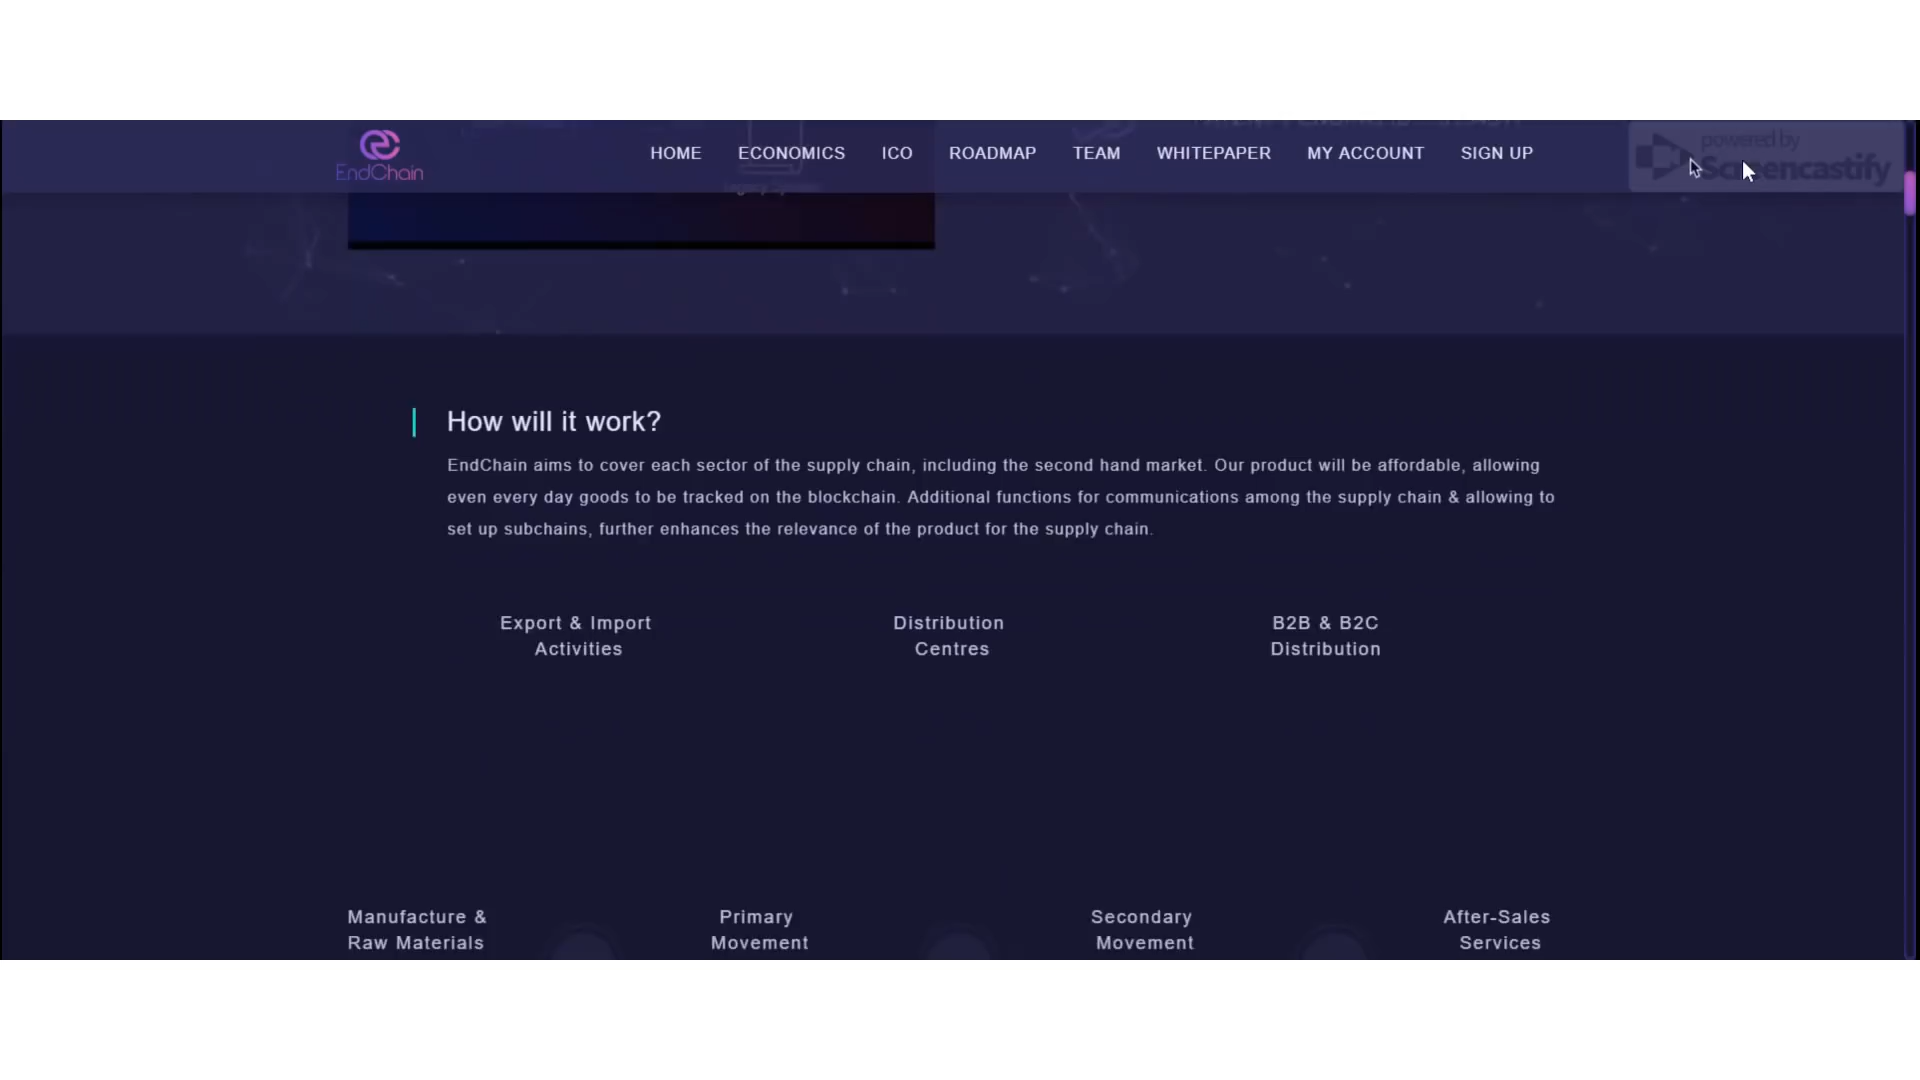 EndChain
HOME ECONOMICS ICO ROADMAP TEAM WHITEPAPER MY ACCOUNT SIGN UP
powered by
Screencastify
How will it work?
EndChain aims to cover each sector of the supply chain, including the second hand market. Our product will be affordable, allowing
even every day goods to be tracked on the blockchain. Additional functions for communications among the supply chain & allowing to
set up subchains, further enhances the relevance of the product for the supply chain.
Export & Import
Activities
Distribution
Centres
B2B & B2C
Distribution
Manufacture &
Raw Materials
Primary
Movement
Secondary
Movement
After-Sales
Services